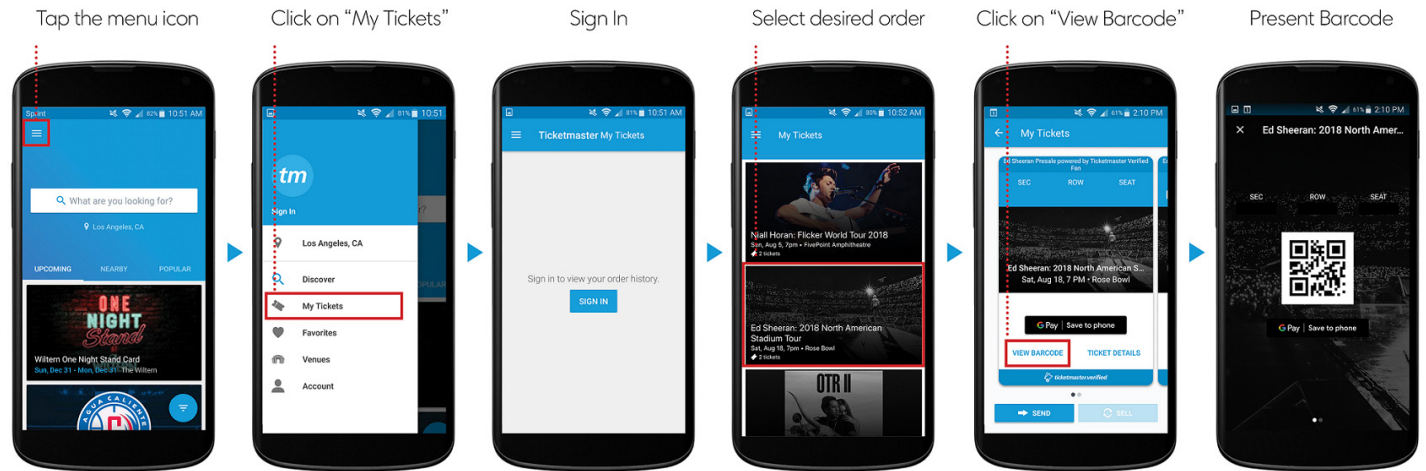 Tap the menu icon
Click on “My Tickets”
Sign In
Select desired order
Click on “View Barcode”
Present Barcode
Sprint 82% 10:51 AM
What are you looking for?
Los Angeles, CA
UPCOMING NEARBY POPULAR
ONE
NIGHT
Stand
Wiltern One Night Stand Card
Sun, Dec 31 - Mon, Dec 31 · The Wiltern
AGUA CALIENTE
81% 10:51
tm
Sign In
Los Angeles, CA
Discover
My Tickets
Favorites
Venues
Account
81% 10:51 AM
Ticketmaster My Tickets
Sign in to view your order history.
SIGN IN
80% 10:52 AM
My Tickets
Niall Horan: Flicker World Tour 2018
Sun, Aug 5, 7pm • FivePoint Amphitheatre
2 tickets
Ed Sheeran: 2018 North American
Stadium Tour
Sat, Aug 18, 7pm • Rose Bowl
2 tickets
OTR II
61% 2:10 PM
My Tickets
Ed Sheeran Presale powered by Ticketmaster Verified
Fan
SEC ROW SEAT
Ed Sheeran: 2018 North American S...
Sat, Aug 18, 7 PM • Rose Bowl
G Pay | Save to phone
VIEW BARCODE TICKET DETAILS
ticketmasterverified
SEND SELL
61% 2:10 PM
Ed Sheeran: 2018 North Amer...
SEC ROW SEAT
G Pay | Save to phone